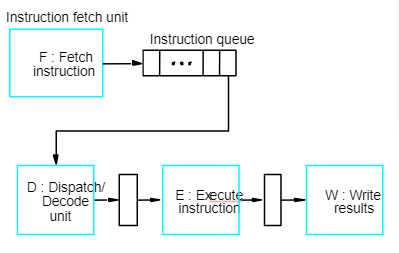 Instruction fetch unit
F : Fetch
instruction
Instruction queue
...
D : Dispatch/
Decode
unit
E : Execute
instruction
W : Write
results